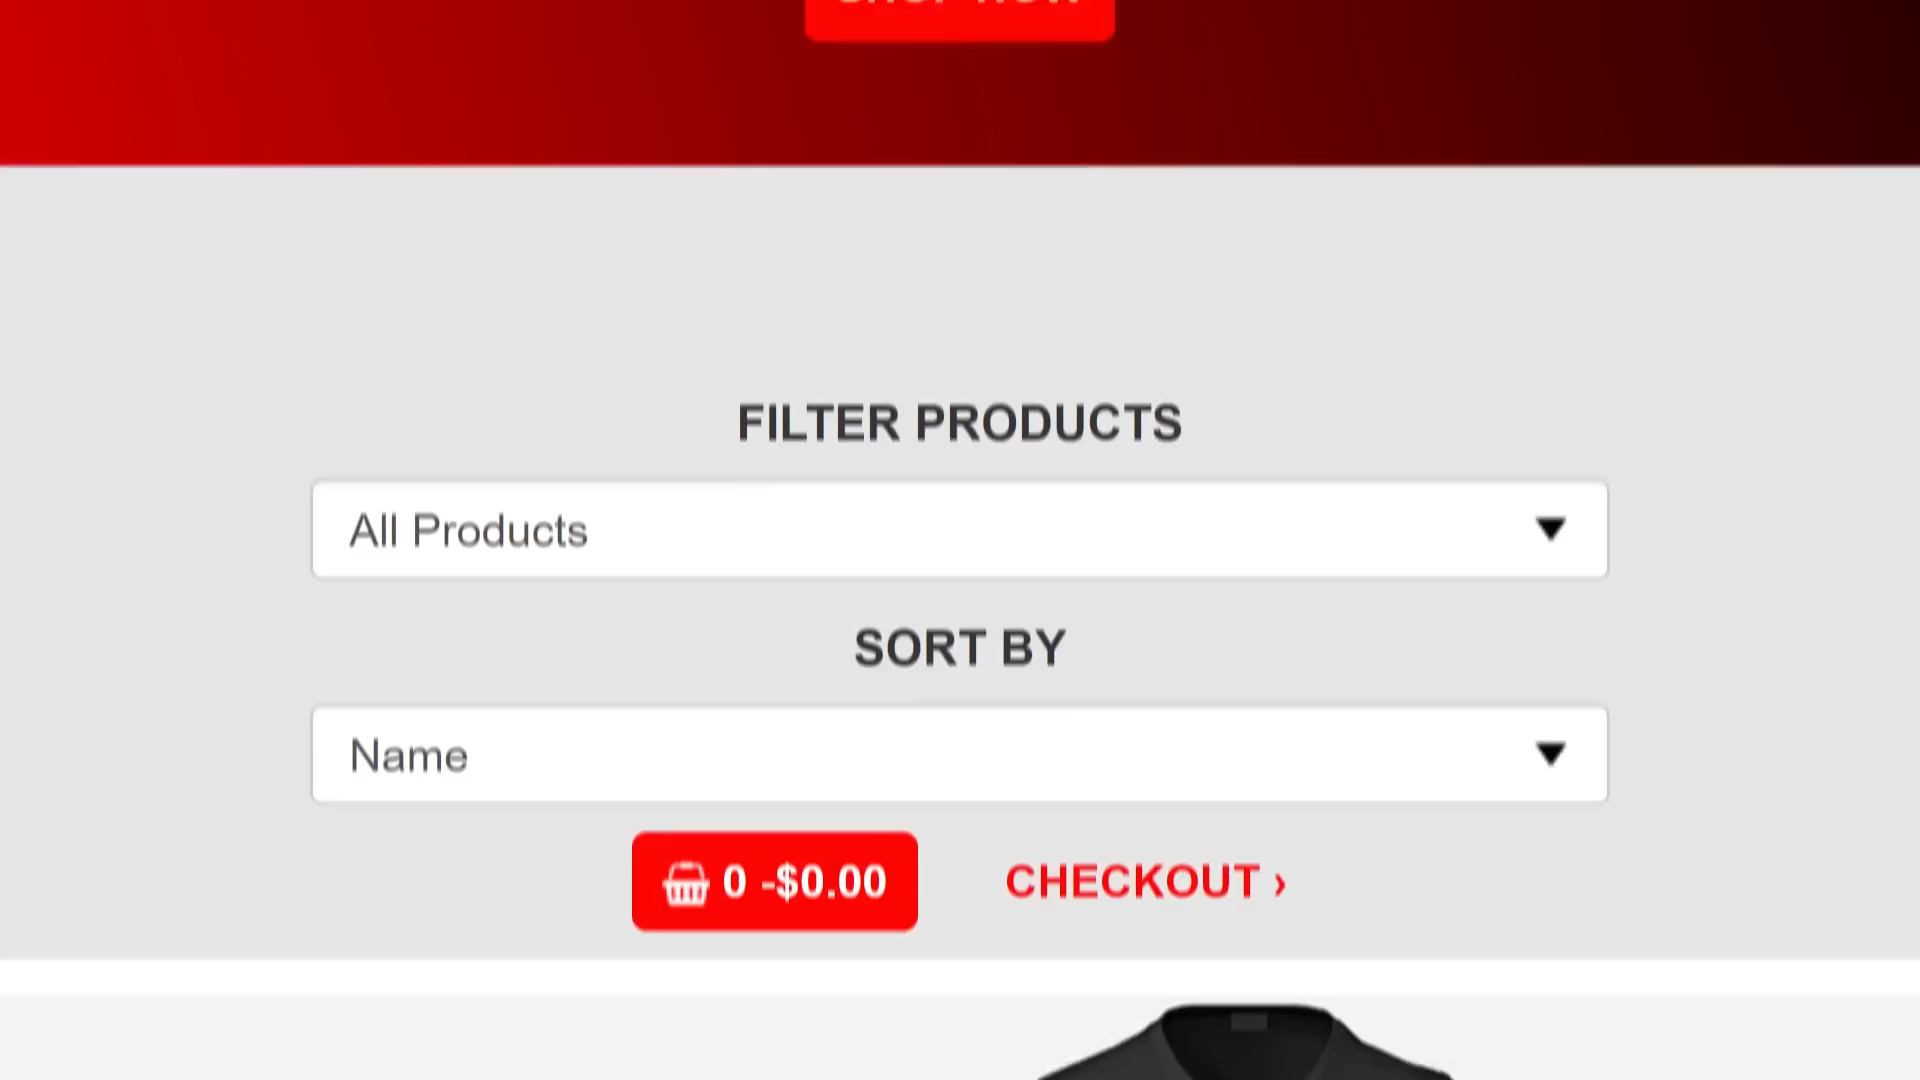 FILTER PRODUCTS
All Products
SORT BY
Name
0 -$0.00 CHECKOUT ›